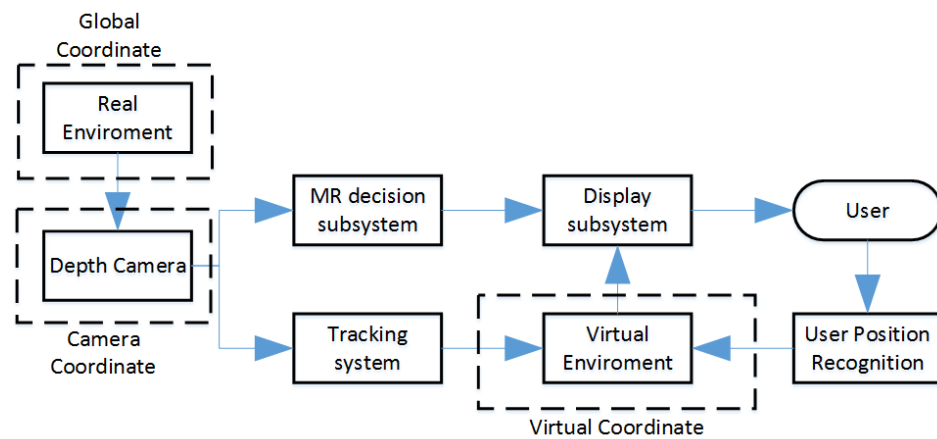 Global
Coordinate
Real
Enviroment
Depth Camera
Camera
Coordinate
MR decision
subsystem
Tracking
system
Display
subsystem
Virtual
Enviroment
Virtual Coordinate
User
User Position
Recognition